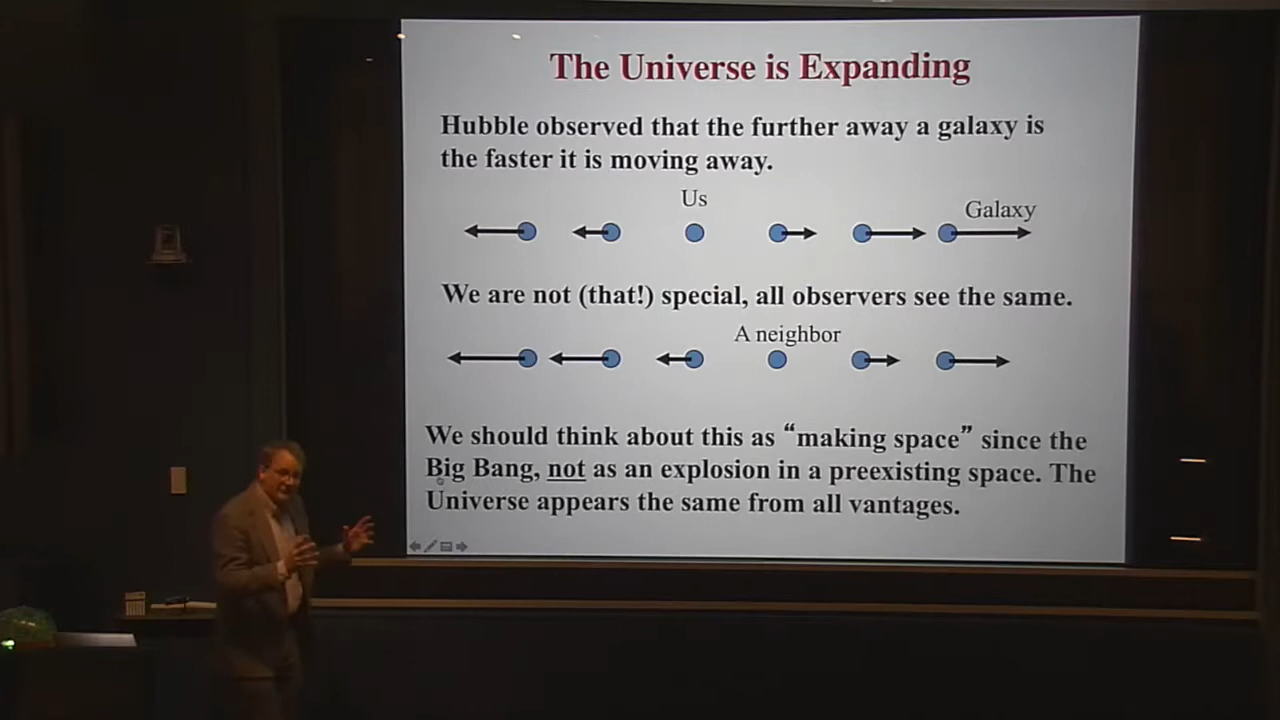 The Universe is Expanding
Hubble observed that the further away a galaxy is
the faster it is moving away.
Us
Galaxy
We are not (that!) special, all observers see the same.
A neighbor
We should think about this as “making space” since the
Big Bang, not as an explosion in a preexisting space. The
Universe appears the same from all vantages.